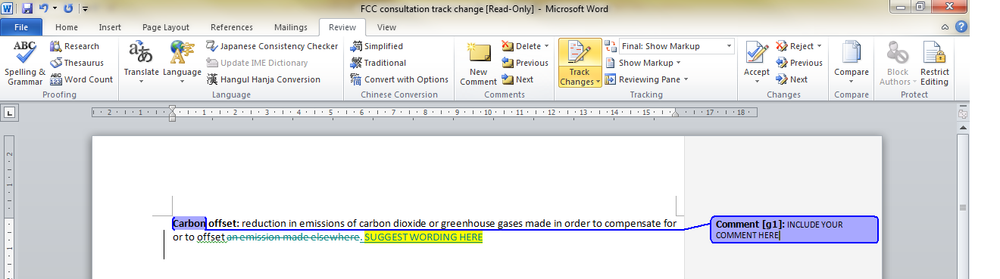 FCC consultation track change [Read-Only] - Microsoft Word
File Home Insert Page Layout References Mailings Review View
ABC Research Japanese Consistency Checker Simplified Delete Previous Final: Show Markup Reject
Thesaurus Update IME Dictionary Traditional Previous Show Markup Previous
Spelling & Grammar ABC 123 Word Count Translate Language Hangul Hanja Conversion Convert with Options New Comment Next Track Changes Reviewing Pane Accept Next Compare Block Authors Restrict Editing
Proofing Language Chinese Conversion Comments Tracking Changes Compare Protect
2 1 1 2 3 4 5 6 7 8 9 10 11 12 13 14 15 17 18
Carbon offset: reduction in emissions of carbon dioxide or greenhouse gases made in order to compensate for
or to offset an emission made elsewhere. SUGGEST WORDING HERE
Comment [g1]: INCLUDE YOUR
COMMENT HERE